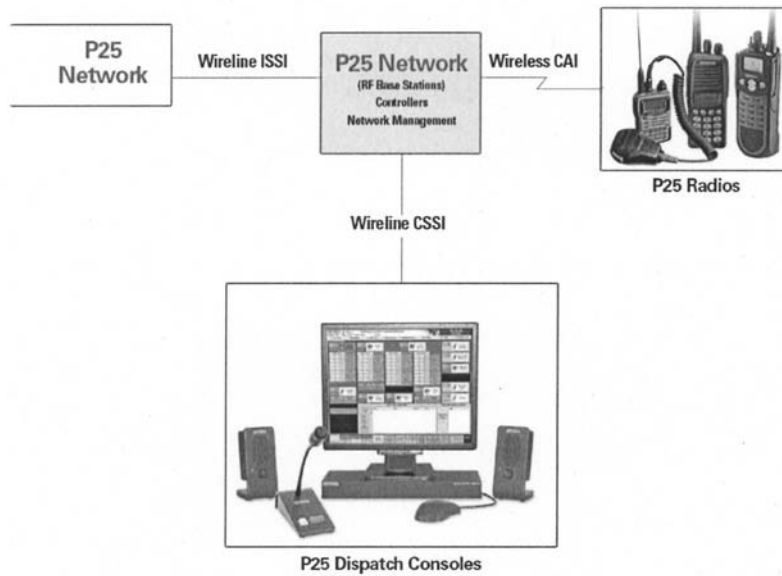 P25
Network
Wireline ISSI
P25 Network
(RF Base Stations)
Controllers
Network Management
Wireless CAI
P25 Radios
Wireline CSSI
P25 Dispatch Consoles